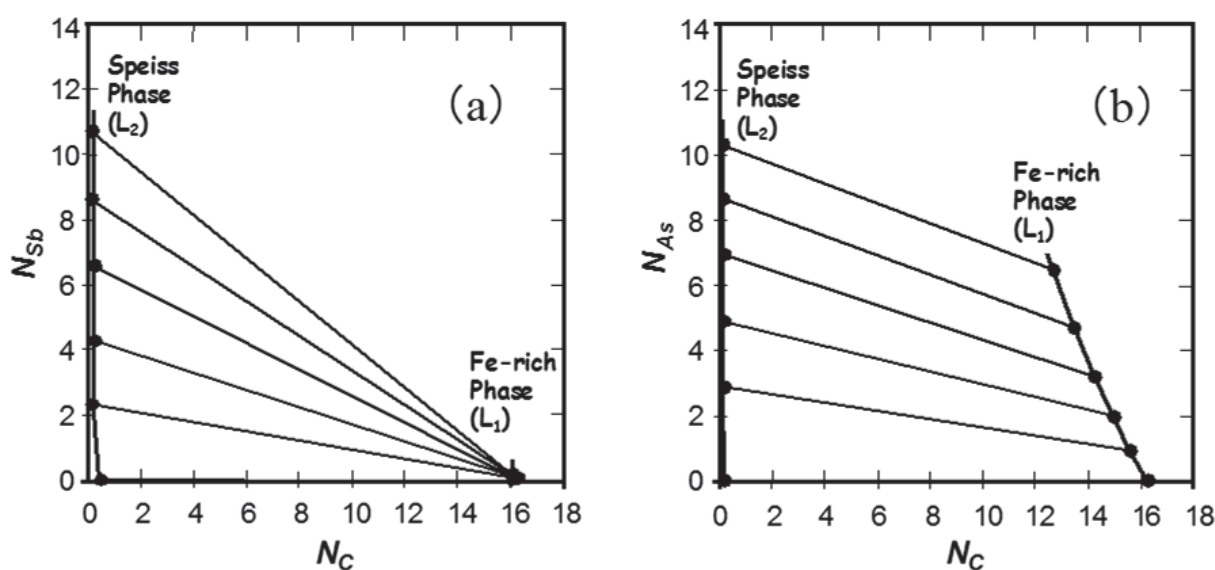 14
12
10
8
6
4
2
0
N_Sb
Speiss
Phase
(L₂)
(a)
Fe-rich
Phase
(L₁)
0 2 4 6 8 10 12 14 16 18
N_C
14
12
10
8
6
4
2
0
N_As
Speiss
Phase
(L₂)
(b)
Fe-rich
Phase
(L₁)
0 2 4 6 8 10 12 14 16 18
N_C